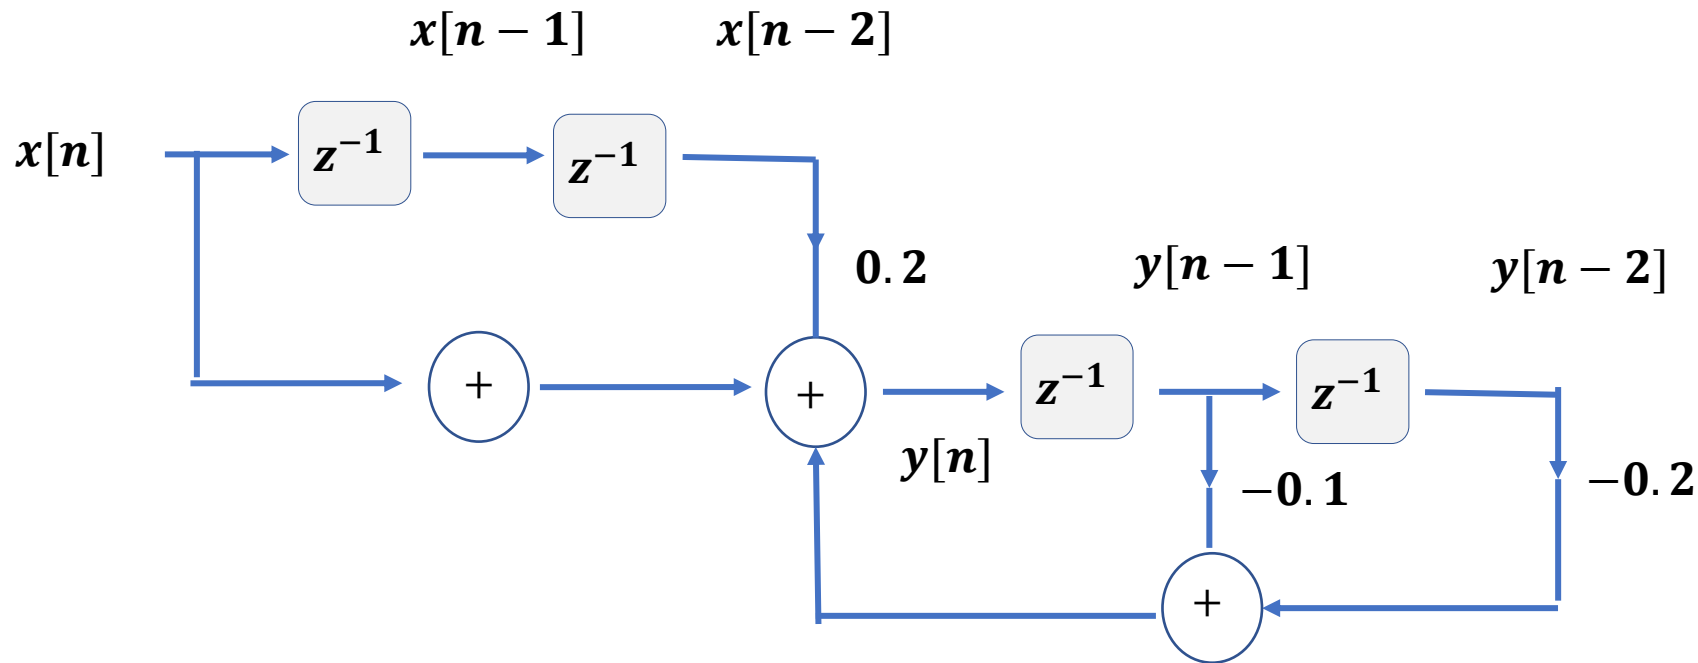 x[n − 1]
x[n − 2]
x[n]
z⁻¹
z⁻¹
0.2
y[n − 1]
y[n − 2]
+
+
z⁻¹
z⁻¹
y[n]
−0.1
−0.2
+